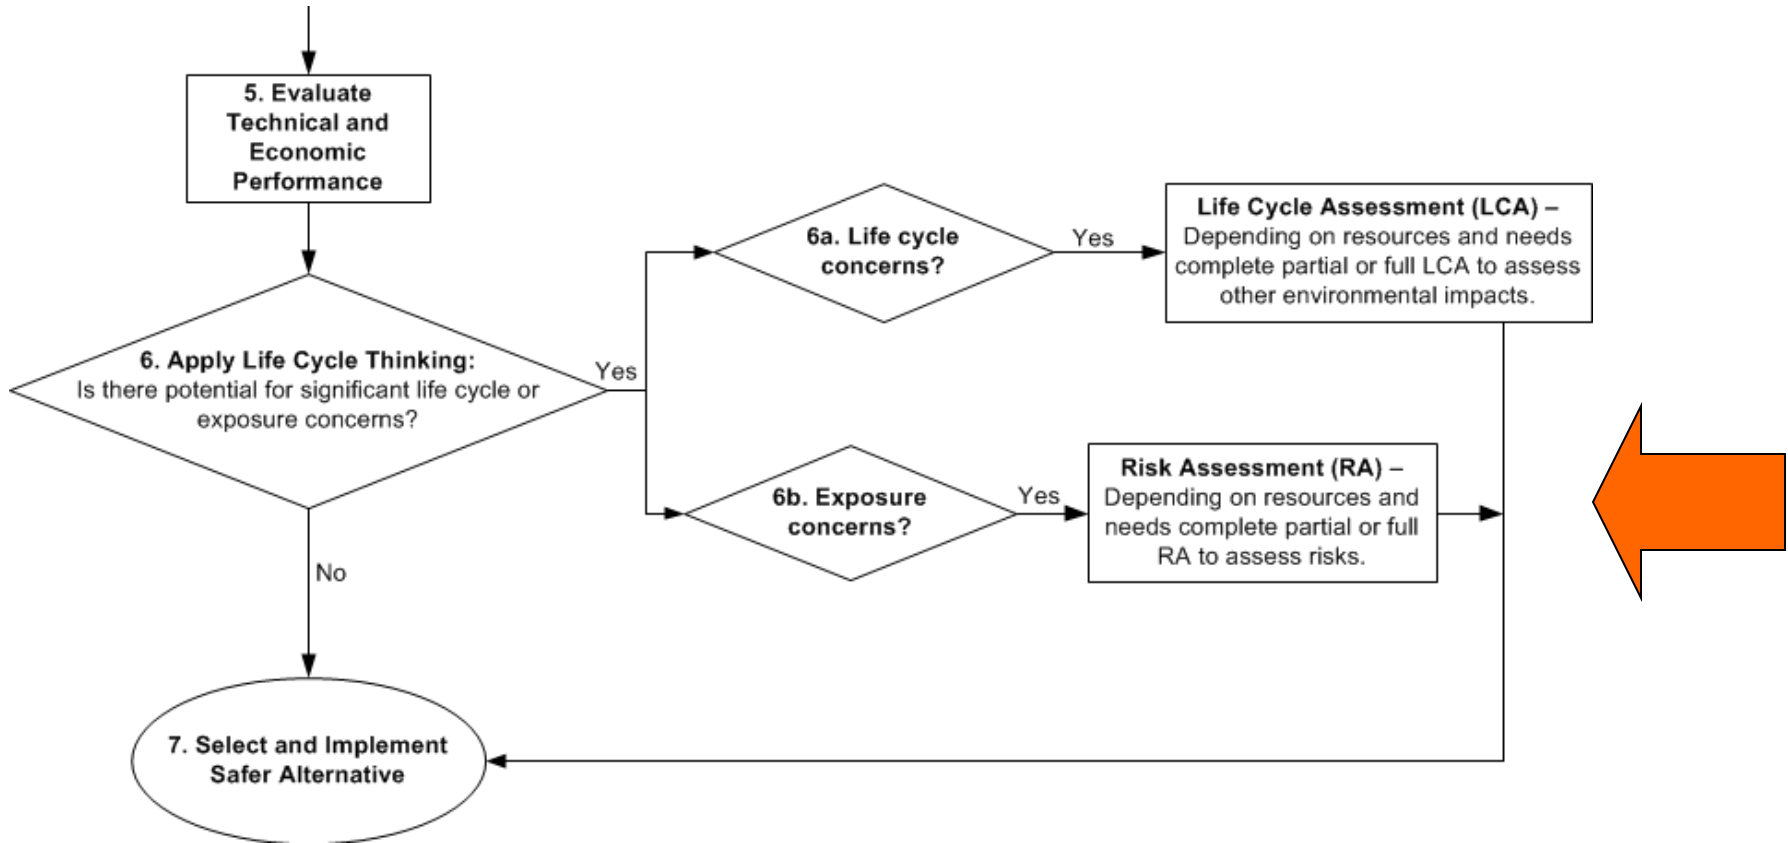 5. Evaluate
Technical and
Economic
Performance
6. Apply Life Cycle Thinking:
Is there potential for significant life cycle or
exposure concerns?
Yes
6a. Life cycle
concerns?
Yes
Life Cycle Assessment (LCA) –
Depending on resources and needs
complete partial or full LCA to assess
other environmental impacts.
6b. Exposure
concerns?
Yes
Risk Assessment (RA) –
Depending on resources and
needs complete partial or full
RA to assess risks.
No
7. Select and Implement
Safer Alternative